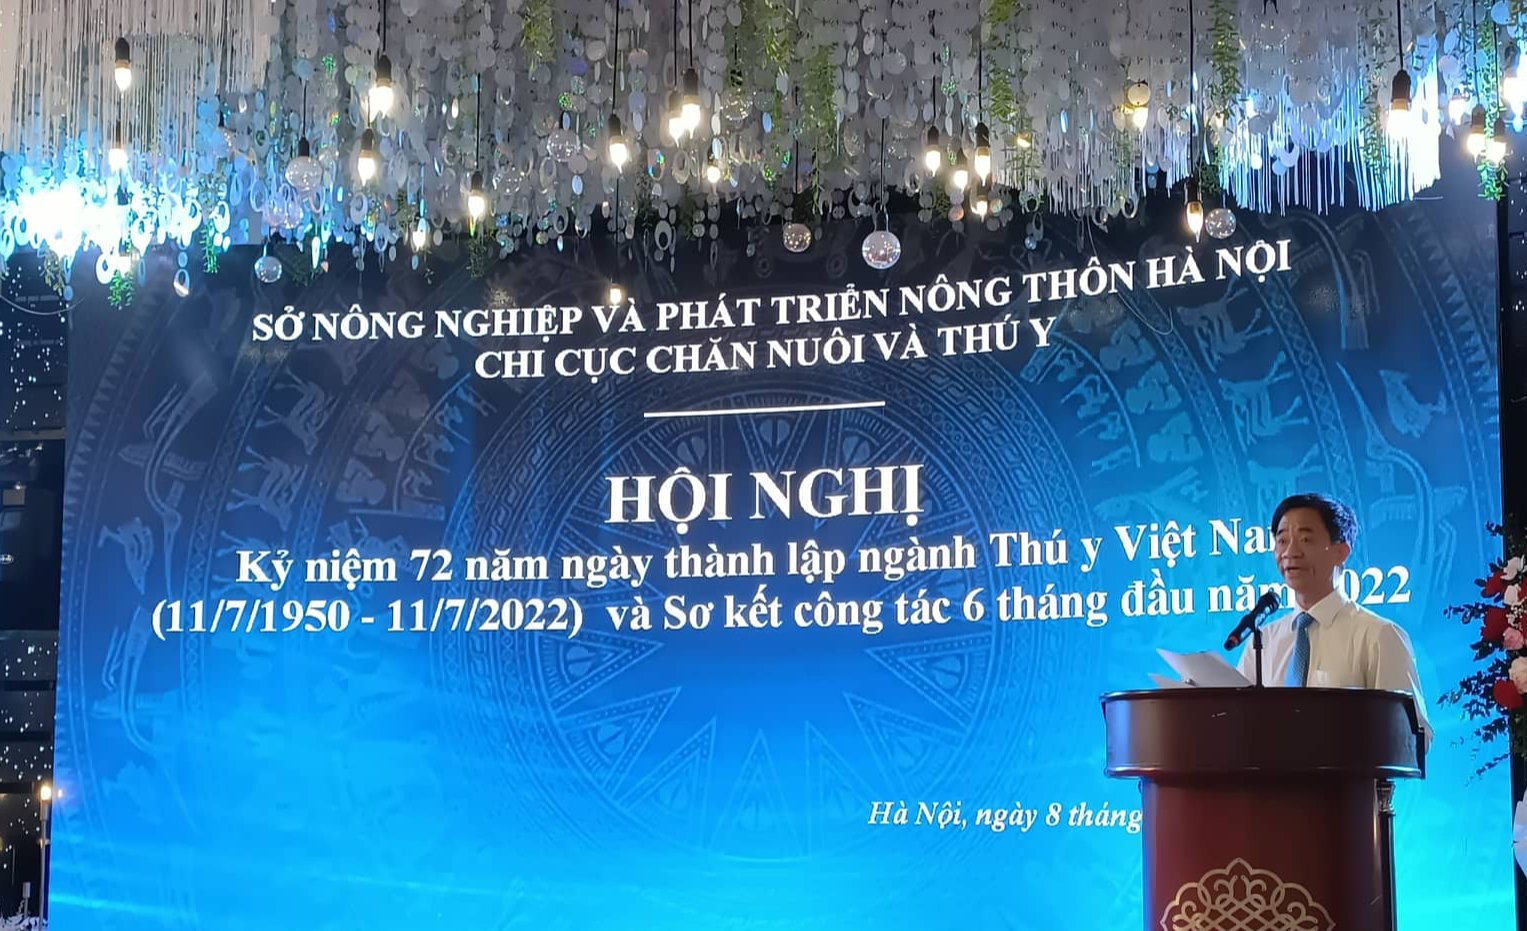 SỞ NÔNG NGHIỆP VÀ PHÁT TRIỂN NÔNG THÔN HÀ NỘI
CHI CỤC CHĂN NUÔI VÀ THÚ Y
HỘI NGHỊ
Kỷ niệm 72 năm ngày thành lập ngành Thú y Việt
(11/7/1950 - 11/7/2022) và Sơ kết công tác 6 tháng đầu năm
Hà Nội, ngày 8 tháng